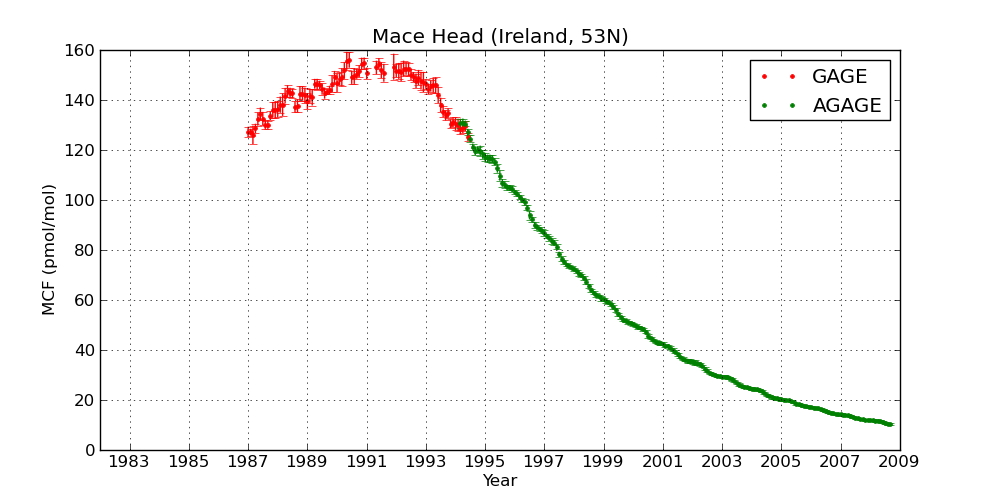 Mace Head (Ireland, 53N)
160
140
120
100
80
60
40
20
0
MCF (pmol/mol)
GAGE
AGAGE
1983 1985 1987 1989 1991 1993 1995 1997 1999 2001 2003 2005 2007 2009
Year